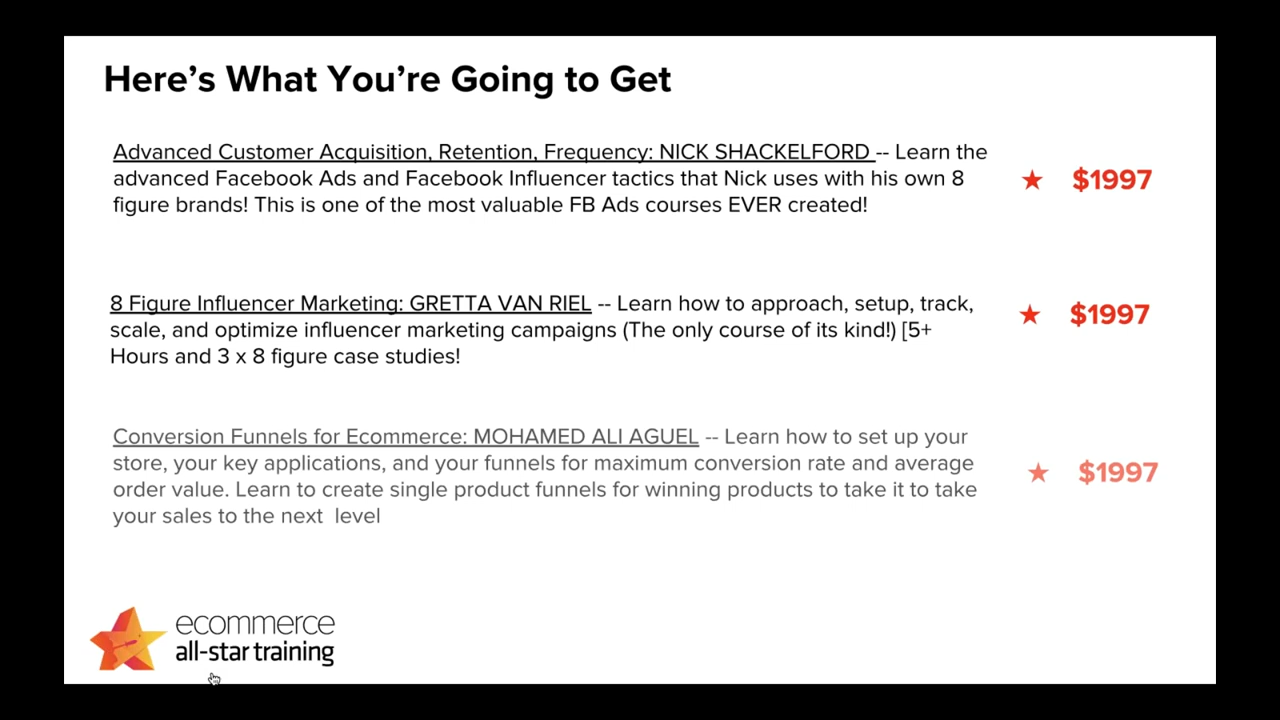 Here's What You're Going to Get
Advanced Customer Acquisition, Retention, Frequency: NICK SHACKELFORD -- Learn the
advanced Facebook Ads and Facebook Influencer tactics that Nick uses with his own 8
figure brands! This is one of the most valuable FB Ads courses EVER created!
★ $1997
8 Figure Influencer Marketing: GRETTA VAN RIEL -- Learn how to approach, setup, track,
scale, and optimize influencer marketing campaigns (The only course of its kind!) [5+
Hours and 3 x 8 figure case studies!
★ $1997
Conversion Funnels for Ecommerce: MOHAMED ALI AGUEL -- Learn how to set up your
store, your key applications, and your funnels for maximum conversion rate and average
order value. Learn to create single product funnels for winning products to take it to take
your sales to the next  level
★ $1997
ecommerce
all-star training